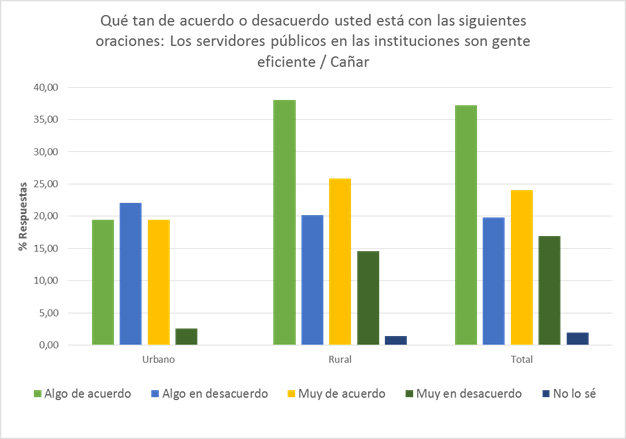 Qué tan de acuerdo o desacuerdo usted está con las siguientes
oraciones: Los servidores públicos en las instituciones son gente
eficiente / Cañar
40,00
35,00
30,00
25,00
20,00
15,00
10,00
5,00
0,00
% Respuestas
Urbano Rural Total
Algo de acuerdo Algo en desacuerdo Muy de acuerdo Muy en desacuerdo No lo sé